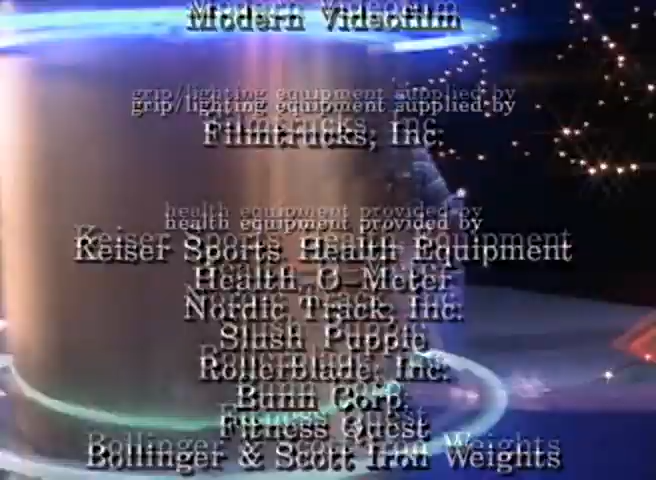 Modern Videofilm
grip/lighting equipment supplied by
Filmtrucks, Inc.
health equipment provided by
Keiser Sports Health Equipment
Health-O-Meter
Nordic Track, Inc.
Slush Puppie
Rollerblade, Inc.
Bunn Corp.
Fitness Quest
Bollinger & Scott Iron Weights